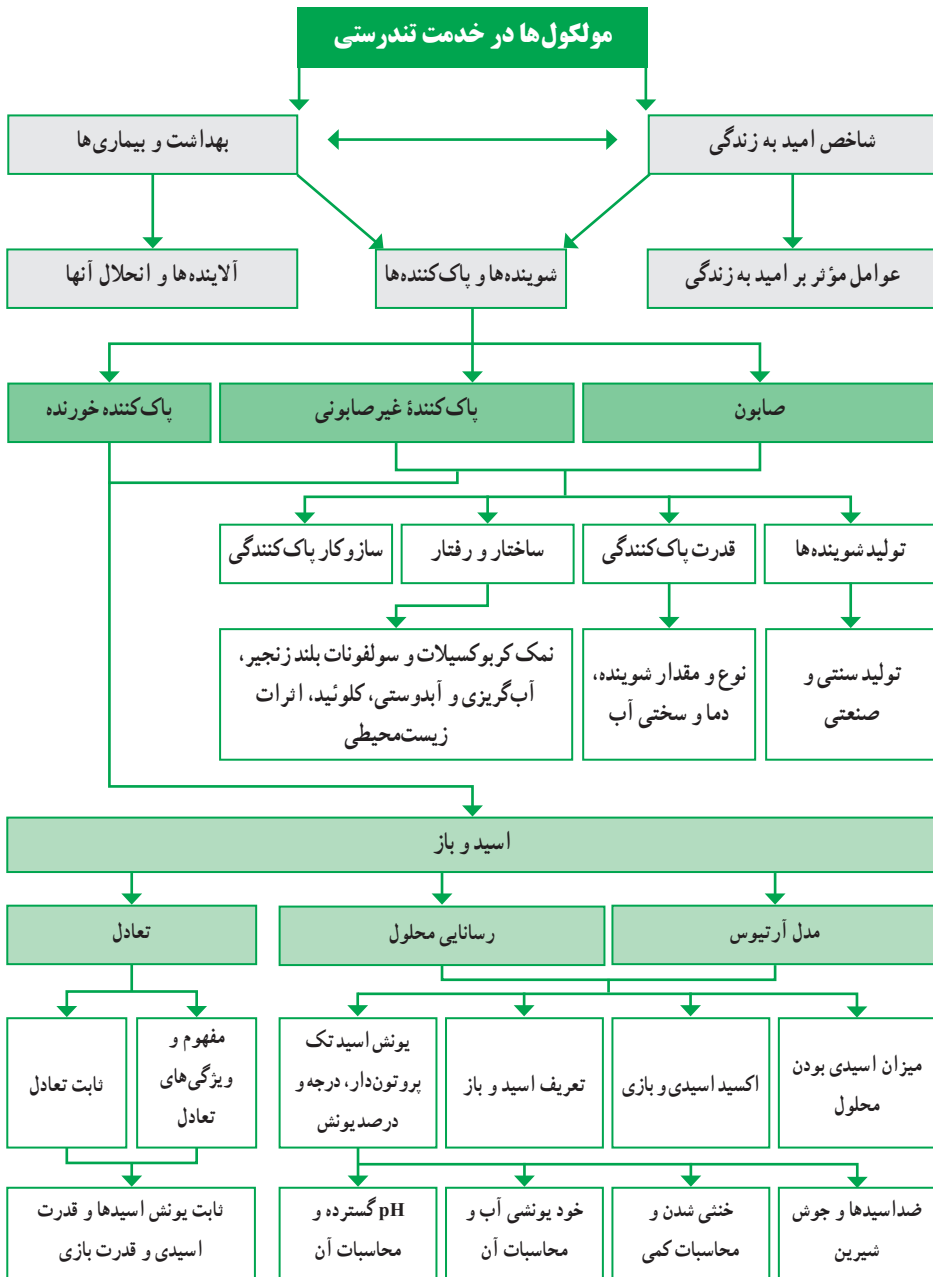 مولکول‌ها در خدمت تندرستی
شاخص امید به زندگی
بهداشت و بیماری‌ها
عوامل مؤثر بر امید به زندگی
شوینده‌ها و پاک‌کننده‌ها
آلاینده‌ها و انحلال آنها
صابون
پاک‌کنندۀ غیرصابونی
پاک‌کننده خورنده
تولید شوینده‌ها
قدرت پاک‌کنندگی
ساختار و رفتار
سازوکار پاک‌کنندگی
تولید سنتی و
صنعتی
نوع و مقدار شوینده،
دما و سختی آب
نمک کربوکسیلات و سولفونات بلند زنجیر،
آب‌گریزی و آبدوستی، کلوئید، اثرات
زیست‌محیطی
اسید و باز
مدل آرنیوس
رسانایی محلول
تعادل
میزان اسیدی بودن
محلول
اکسید اسیدی و بازی
تعریف اسید و باز
یونش اسید تک
پروتون‌دار، درجه و
درصد یونش
مفهوم و
ویژگی‌های
تعادل
ثابت تعادل
ضداسیدها و جوش
شیرین
خنثی شدن و
محاسبات کمی
خود یونشی آب و
محاسبات آن
pH گسترده و
محاسبات آن
ثابت یونش اسیدها و قدرت
اسیدی و قدرت بازی